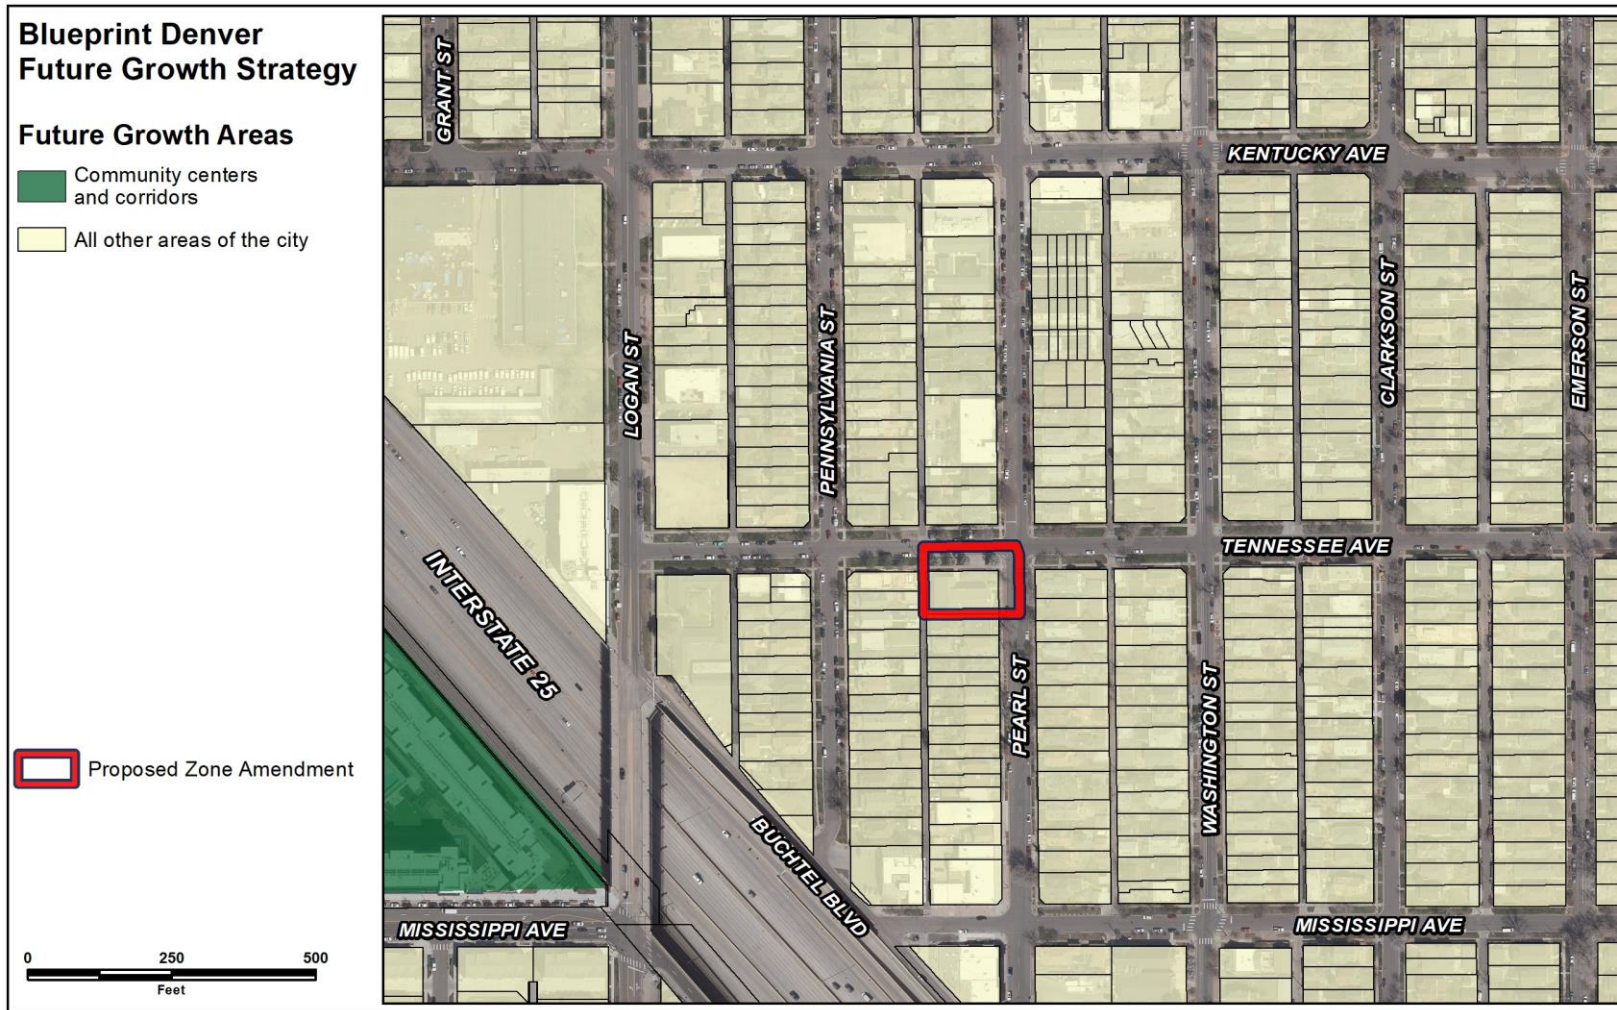 Blueprint Denver
Future Growth Strategy
Future Growth Areas
Community centers
and corridors
All other areas of the city
Proposed Zone Amendment
0 250 500
Feet
GRANT ST
KENTUCKY AVE
LOGAN ST
PENNSYLVANIA ST
CLARKSON ST
EMERSON ST
TENNESSEE AVE
INTERSTATE 25
PEARL ST
WASHINGTON ST
BUCHTEL BLVD
MISSISSIPPI AVE
MISSISSIPPI AVE